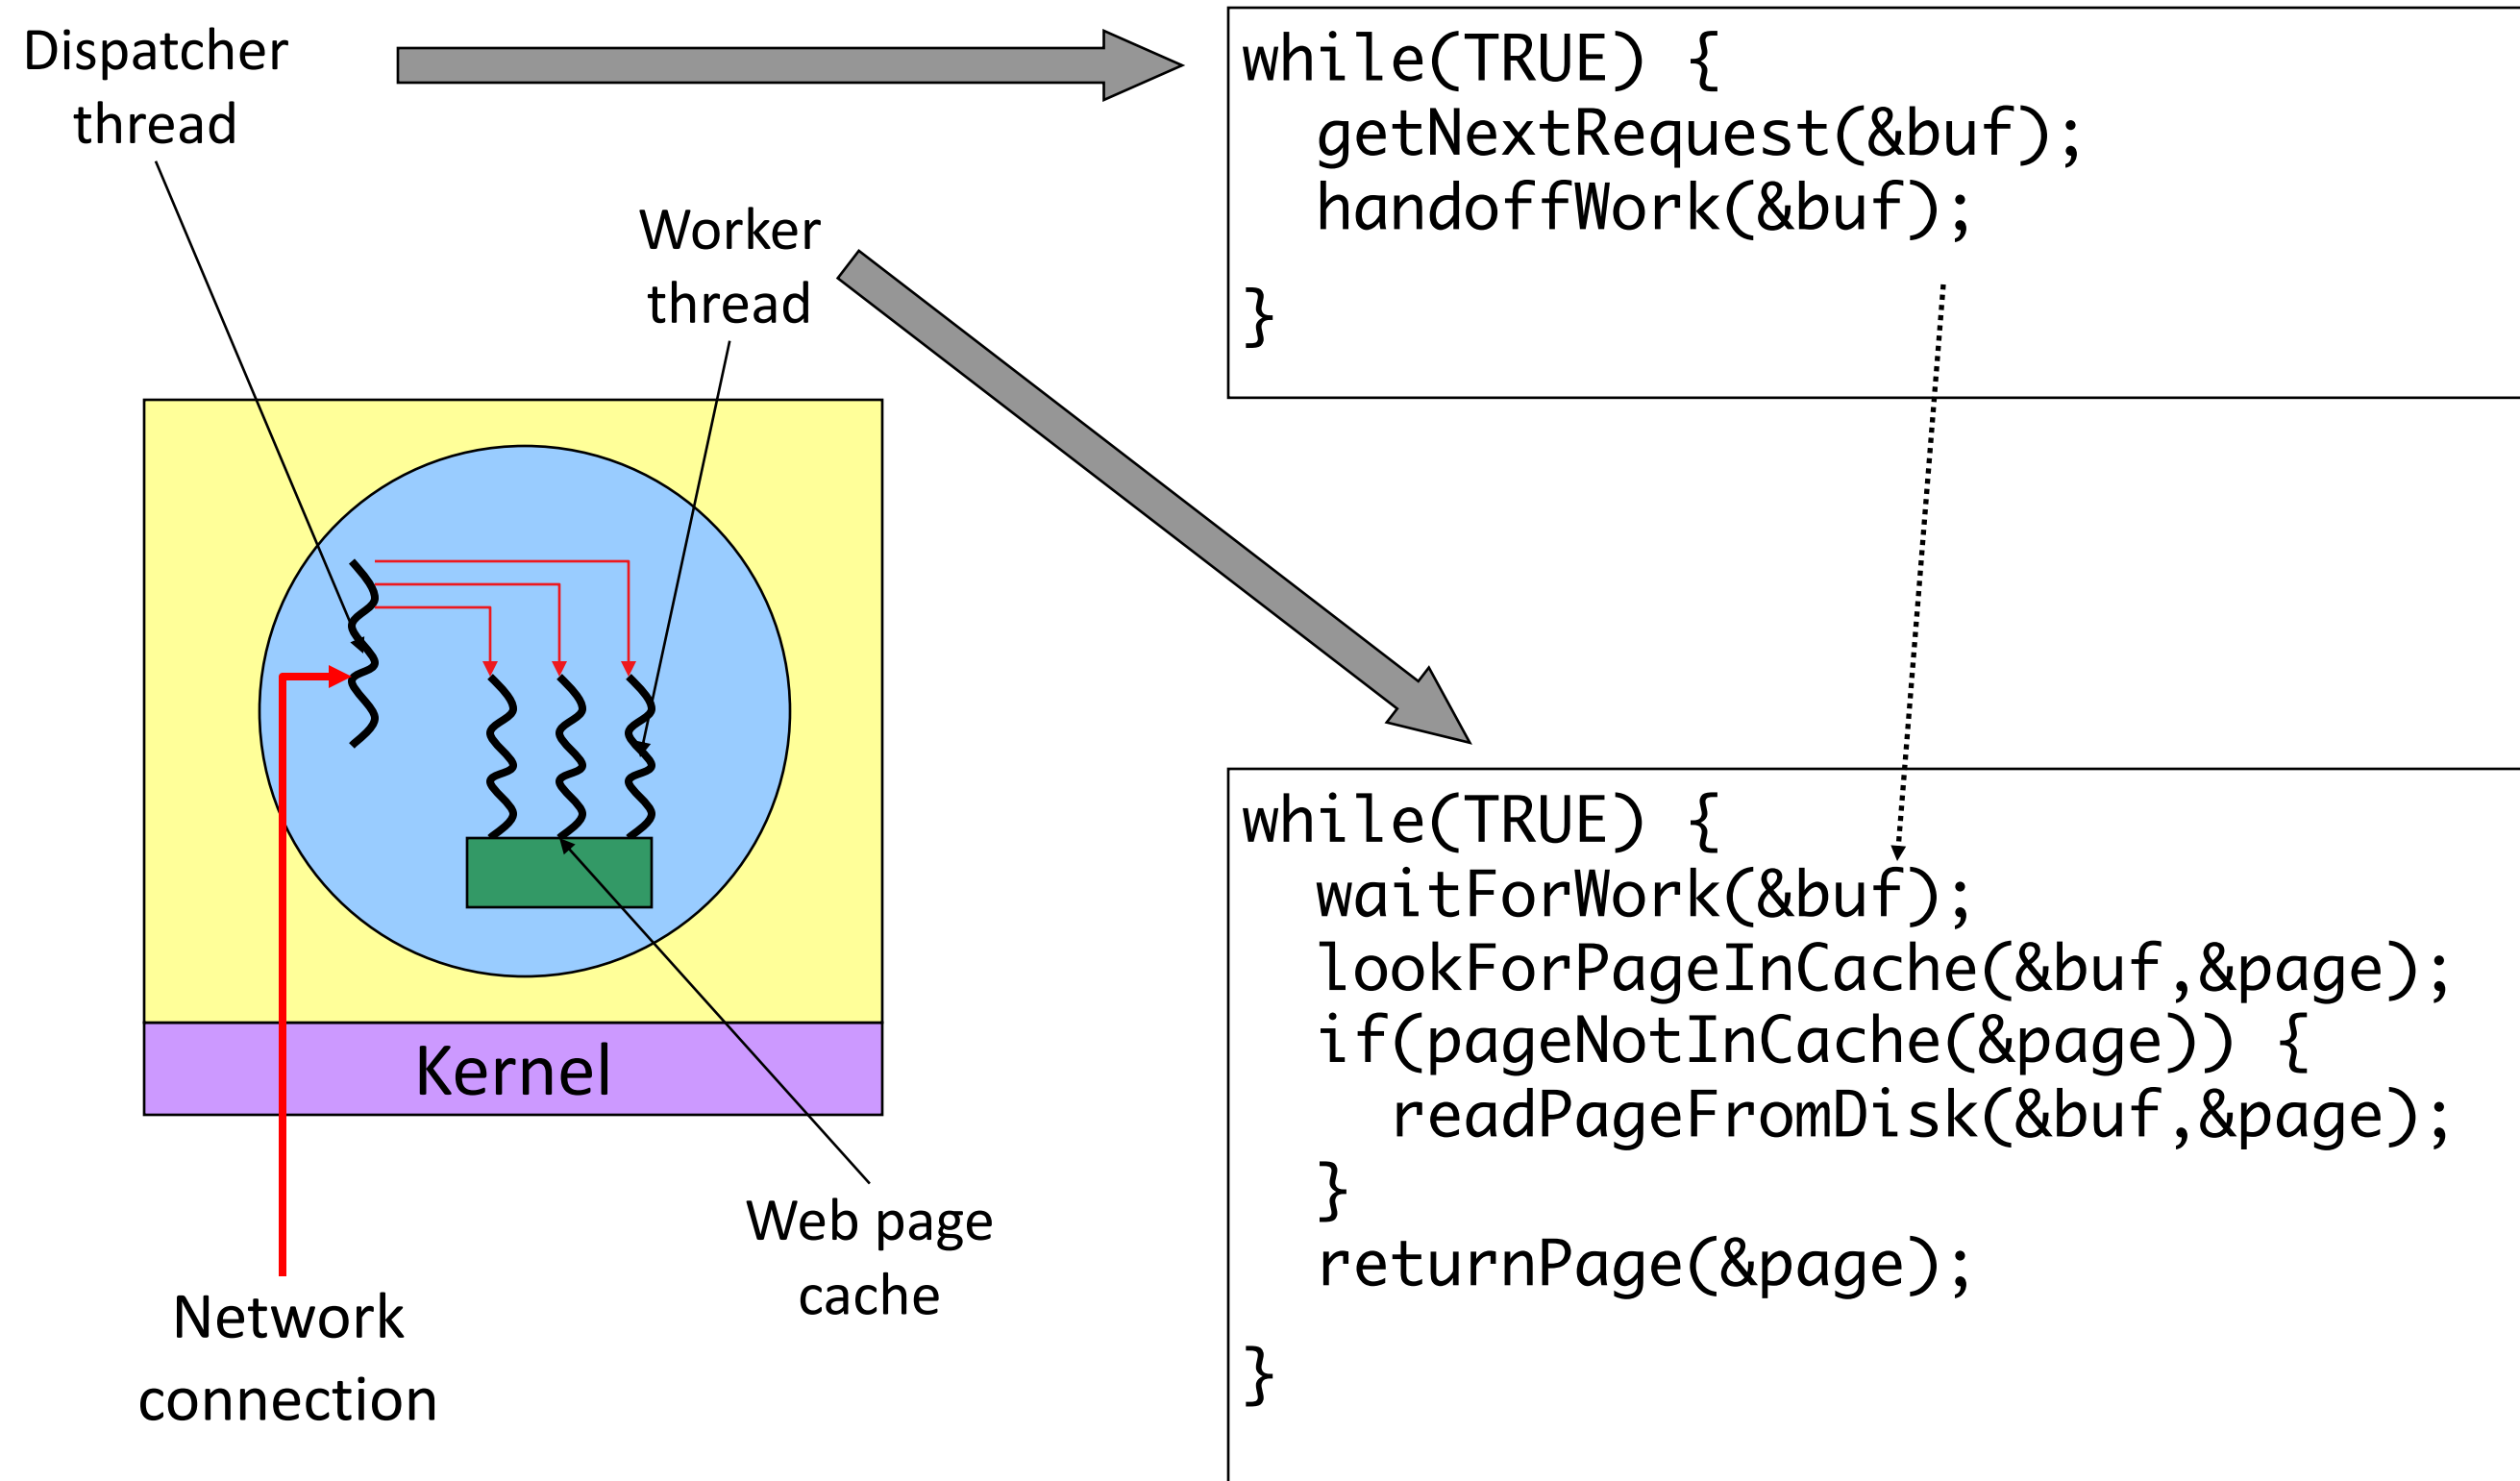 Dispatcher
thread
while(TRUE) {
  getNextRequest(&buf);
  handoffWork(&buf);
}
Worker
thread
Kernel
Web page
cache
Network
connection
while(TRUE) {
  waitForWork(&buf);
  lookForPageInCache(&buf,&page);
  if(pageNotInCache(&page)) {
    readPageFromDisk(&buf,&page);
  }
  returnPage(&page);
}